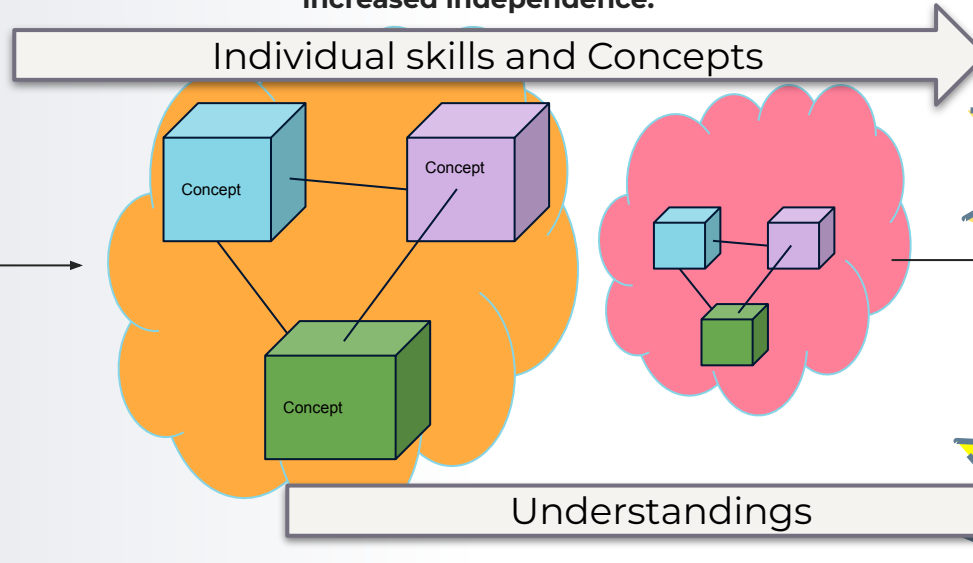 increased independence.
Individual skills and Concepts
Concept
Concept
Concept
Understandings